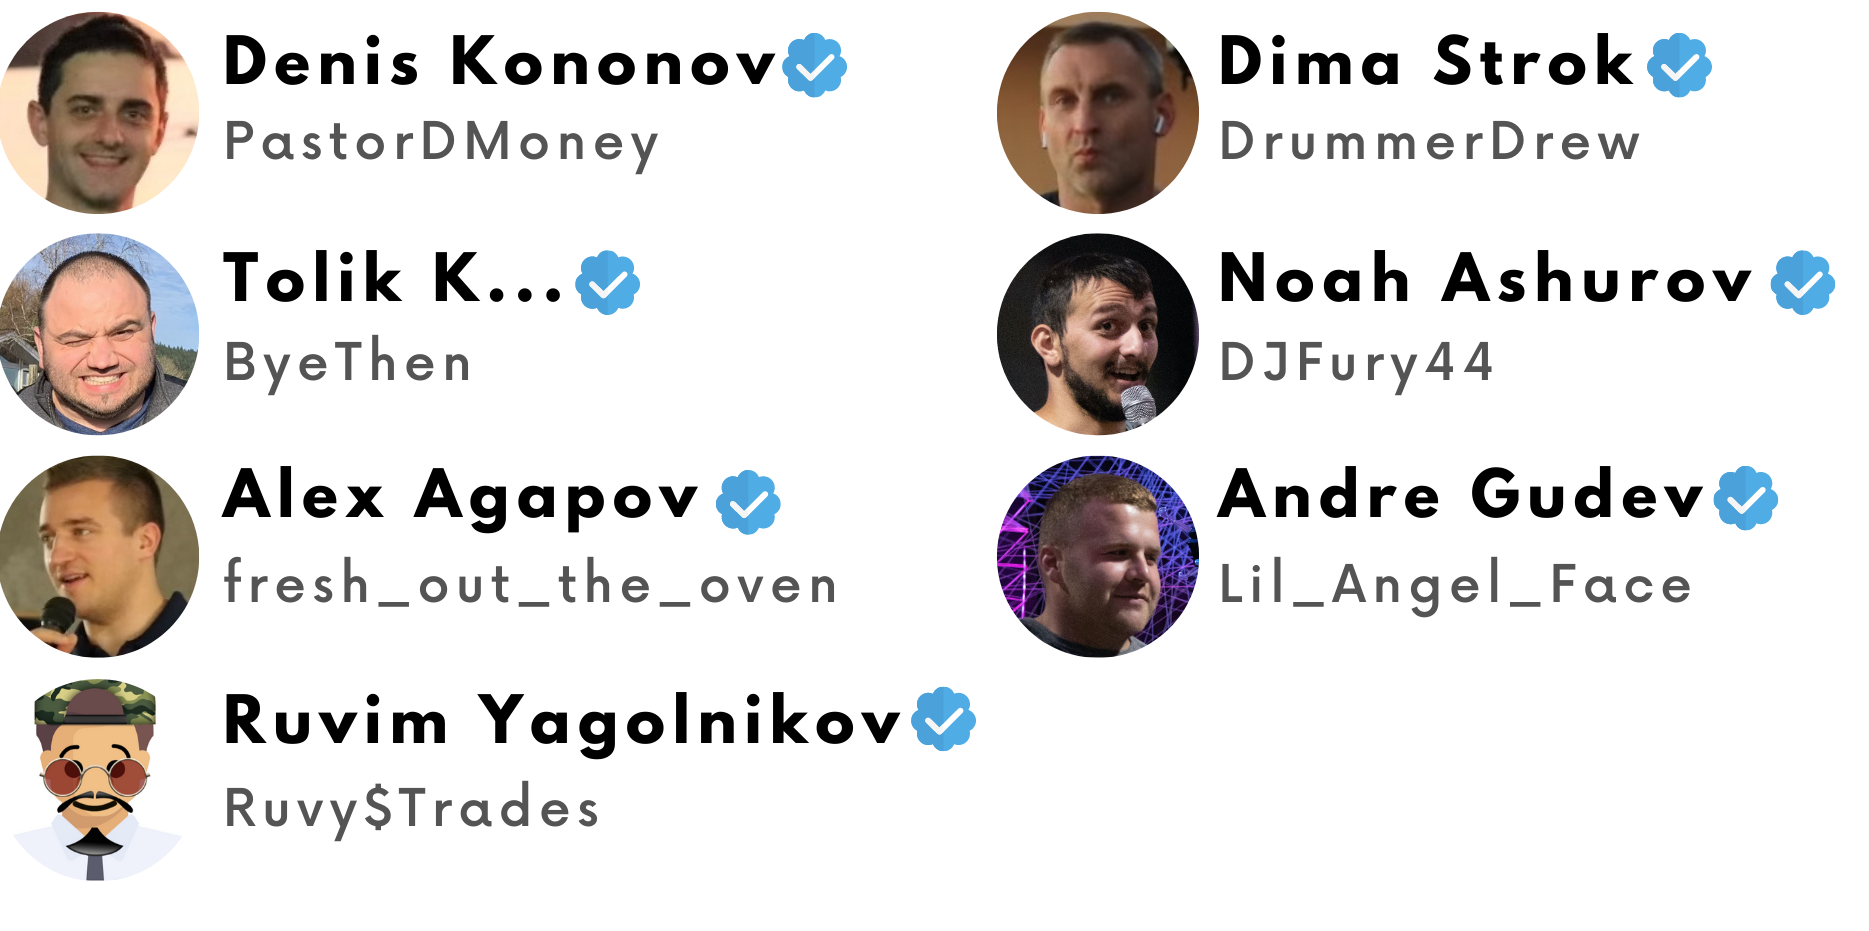 Denis Kononov
PastorDMoney
Dima Strok
DrummerDrew
Tolik K...
ByeThen
Noah Ashurov
DJFury44
Alex Agapov
fresh_out_the_oven
Andre Gudev
Lil_Angel_Face
Ruvim Yagolnikov
Ruvy$Trades